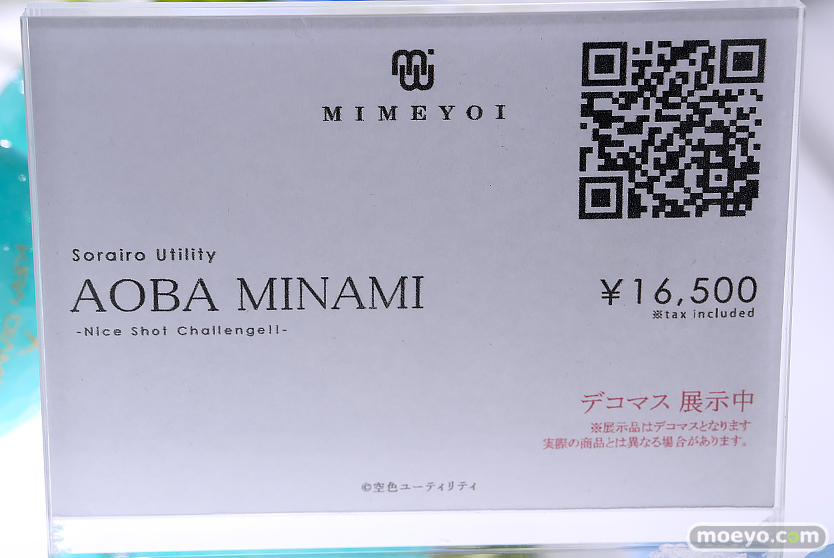 MIMEYOI
Sorairo Utility
AOBA MINAMI
-Nice Shot Challenge!!-
¥16,500
※tax included
デコマス 展示中
※展示品はデコマスとなります
実際の商品とは異なる場合があります。
©空色ユーティリティ
moeyo.com